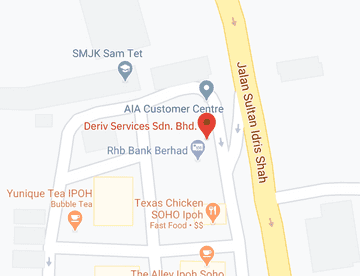 SMJK Sam Tet
AIA Customer Centre
Deriv Services Sdn. Bhd.
Rhb Bank Berhad
Jalan Sultan Idris Shah
Yunique Tea IPOH
Bubble Tea
Texas Chicken
SOHO Ipoh
Fast Food • $$
The Alley Ipoh Soho